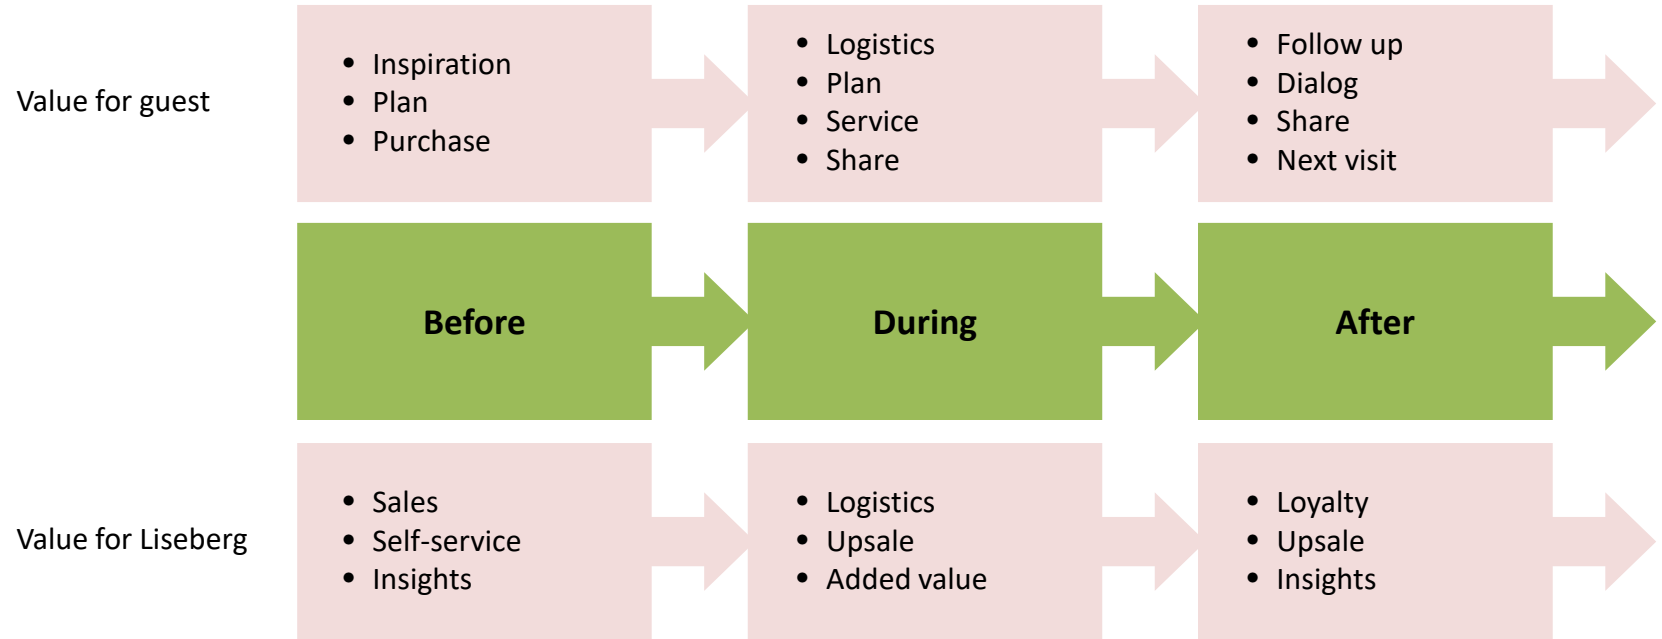 Value for guest
• Inspiration
• Plan
• Purchase
• Logistics
• Plan
• Service
• Share
• Follow up
• Dialog
• Share
• Next visit
Before
During
After
Value for Liseberg
• Sales
• Self-service
• Insights
• Logistics
• Upsale
• Added value
• Loyalty
• Upsale
• Insights